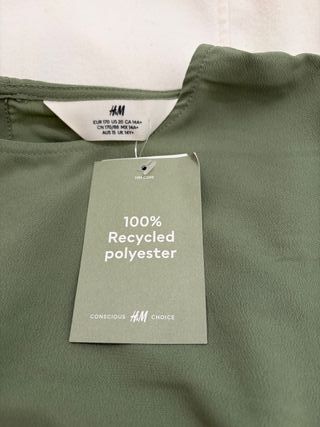 H&M
EUR 170 US 20 CA 14A+
CN 170/88 MX 14A+
AUS 15 UK 14Y+
100%
Recycled
polyester
CONSCIOUS H&M CHOICE